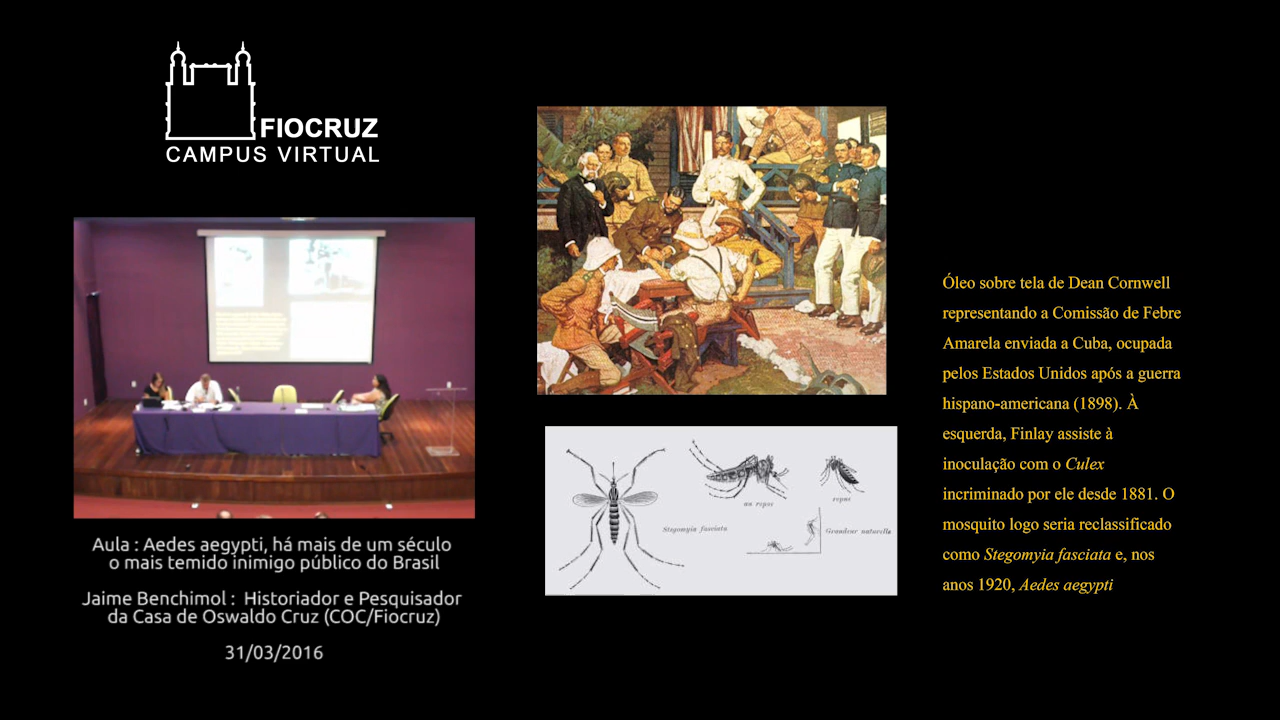 FIOCRUZ
CAMPUS VIRTUAL
Aula : Aedes aegypti, há mais de um século
o mais temido inimigo público do Brasil
Jaime Benchimol : Historiador e Pesquisador
da Casa de Oswaldo Cruz (COC/Fiocruz)
31/03/2016
au repos
repue
Stegomyia fasciata
Grandeur naturelle
Óleo sobre tela de Dean Cornwell
representando a Comissão de Febre
Amarela enviada a Cuba, ocupada
pelos Estados Unidos após a guerra
hispano-americana (1898). À
esquerda, Finlay assiste à
inoculação com o Culex
incriminado por ele desde 1881. O
mosquito logo seria reclassificado
como Stegomyia fasciata e, nos
anos 1920, Aedes aegypti